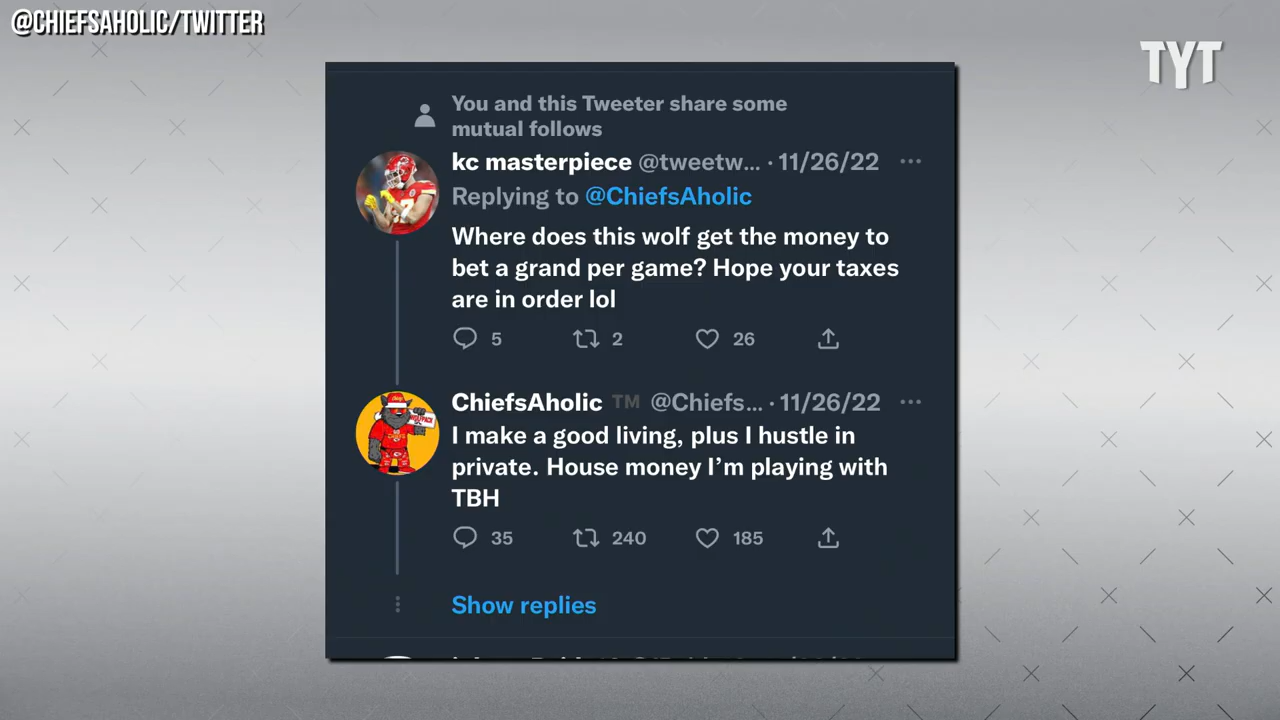 @CHIEFSAHOLIC/TWITTER
TYT
You and this Tweeter share some
mutual follows
kc masterpiece @tweetw... · 11/26/22
Replying to @ChiefsAholic
Where does this wolf get the money to
bet a grand per game? Hope your taxes
are in order lol
5 2 26
ChiefsAholic TM @Chiefs... · 11/26/22
I make a good living, plus I hustle in
private. House money I'm playing with
TBH
35 240 185
Show replies